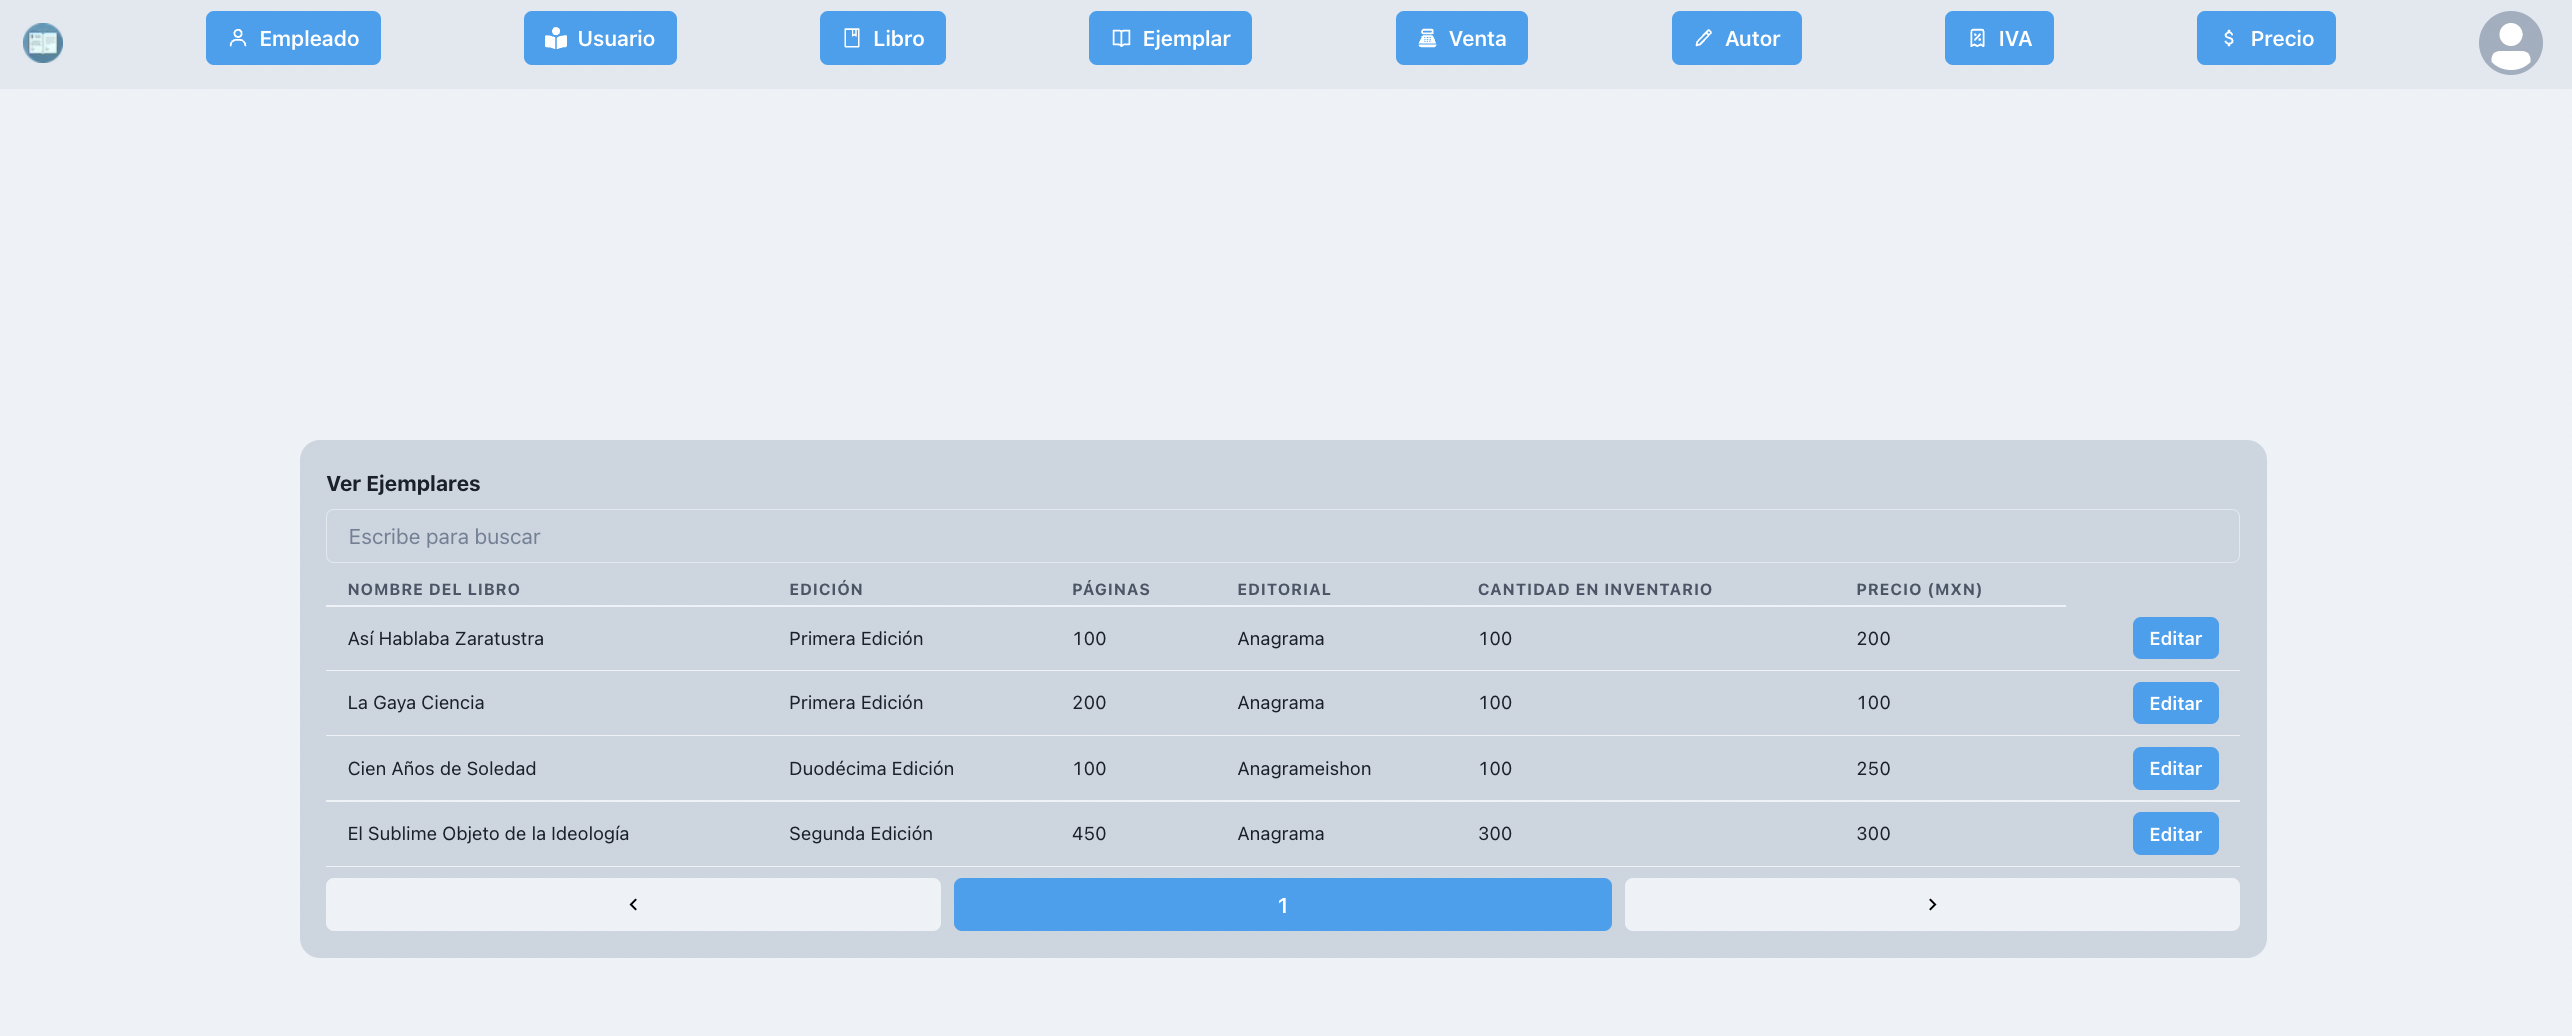 Empleado Usuario Libro Ejemplar Venta Autor IVA $ Precio
Ver Ejemplares
Escribe para buscar
NOMBRE DEL LIBRO EDICIÓN PÁGINAS EDITORIAL CANTIDAD EN INVENTARIO PRECIO (MXN)
Así Hablaba Zaratustra Primera Edición 100 Anagrama 100 200 Editar
La Gaya Ciencia Primera Edición 200 Anagrama 100 100 Editar
Cien Años de Soledad Duodécima Edición 100 Anagrameishon 100 250 Editar
El Sublime Objeto de la Ideología Segunda Edición 450 Anagrama 300 300 Editar
‹ 1 ›